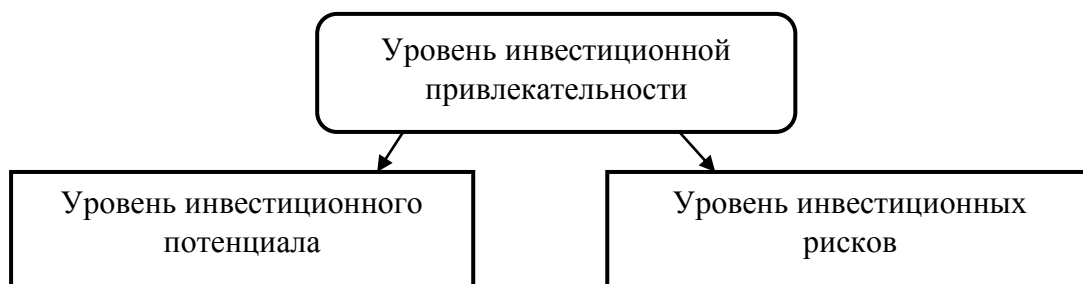 Уровень инвестиционной
привлекательности
Уровень инвестиционного
потенциала
Уровень инвестиционных
рисков